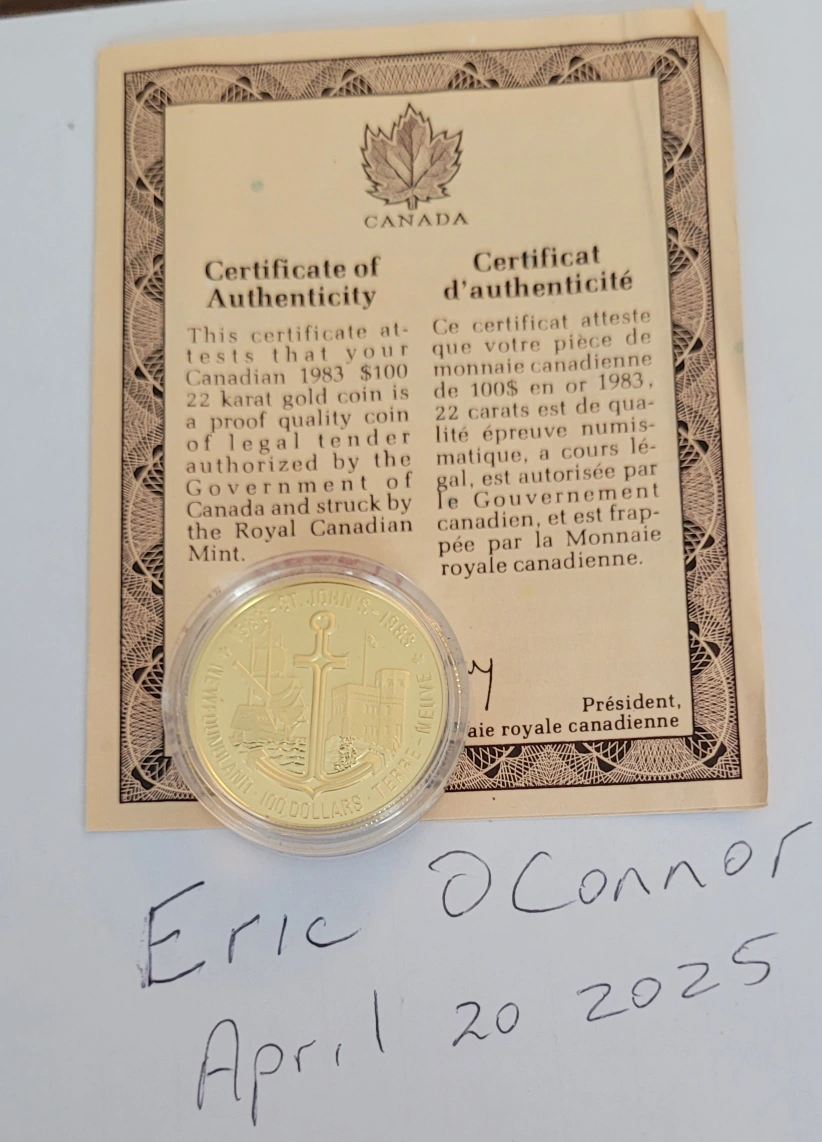 CANADA
Certificate of
Authenticity
This certificate at-
tests that your
Canadian 1983 $100
22 karat gold coin is
a proof quality coin
of legal tender
authorized by the
Government of
Canada and struck by
the Royal Canadian
Mint.
Certificat
d'authenticité
Ce certificat atteste
que votre pièce de
monnaie canadienne
de 100$ en or 1983,
22 carats est de qua-
lité épreuve numis-
matique, a cours lé-
gal, est autorisée par
le Gouvernement
canadien, et est frap-
pée par la Monnaie
royale canadienne.
Président,
aie royale canadienne
ST. JOHN'S - 1983
NEWFOUNDLAND · 100 DOLLARS · TERRE-NEUVE
Eric OConnor
April 20 2025